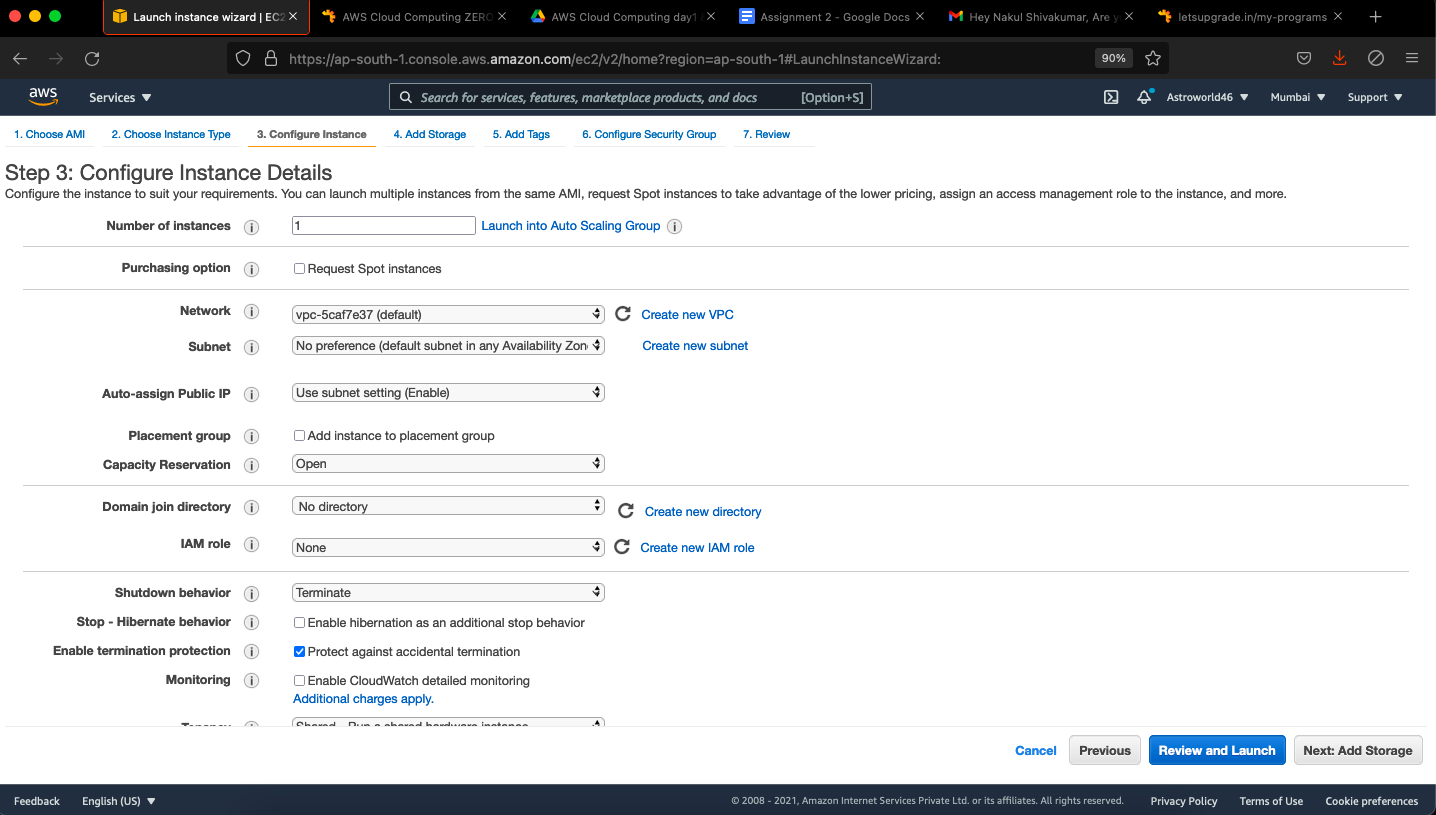 Launch instance wizard | EC2
AWS Cloud Computing ZERO
AWS Cloud Computing day1
Assignment 2 - Google Docs
Hey Nakul Shivakumar, Are y
letsupgrade.in/my-programs
https://ap-south-1.console.aws.amazon.com/ec2/v2/home?region=ap-south-1#LaunchInstanceWizard:
90%
aws
Services
Search for services, features, marketplace products, and docs
[Option+S]
Astroworld46
Mumbai
Support
1. Choose AMI
2. Choose Instance Type
3. Configure Instance
4. Add Storage
5. Add Tags
6. Configure Security Group
7. Review
Step 3: Configure Instance Details
Configure the instance to suit your requirements. You can launch multiple instances from the same AMI, request Spot instances to take advantage of the lower pricing, assign an access management role to the instance, and more.
Number of instances
1
Launch into Auto Scaling Group
Purchasing option
Request Spot instances
Network
vpc-5caf7e37 (default)
Create new VPC
Subnet
No preference (default subnet in any Availability Zon
Create new subnet
Auto-assign Public IP
Use subnet setting (Enable)
Placement group
Add instance to placement group
Capacity Reservation
Open
Domain join directory
No directory
Create new directory
IAM role
None
Create new IAM role
Shutdown behavior
Terminate
Stop - Hibernate behavior
Enable hibernation as an additional stop behavior
Enable termination protection
Protect against accidental termination
Monitoring
Enable CloudWatch detailed monitoring
Additional charges apply.
Tenancy
Shared - Run a shared hardware instance
Cancel
Previous
Review and Launch
Next: Add Storage
Feedback
English (US)
© 2008 - 2021, Amazon Internet Services Private Ltd. or its affiliates. All rights reserved.
Privacy Policy
Terms of Use
Cookie preferences